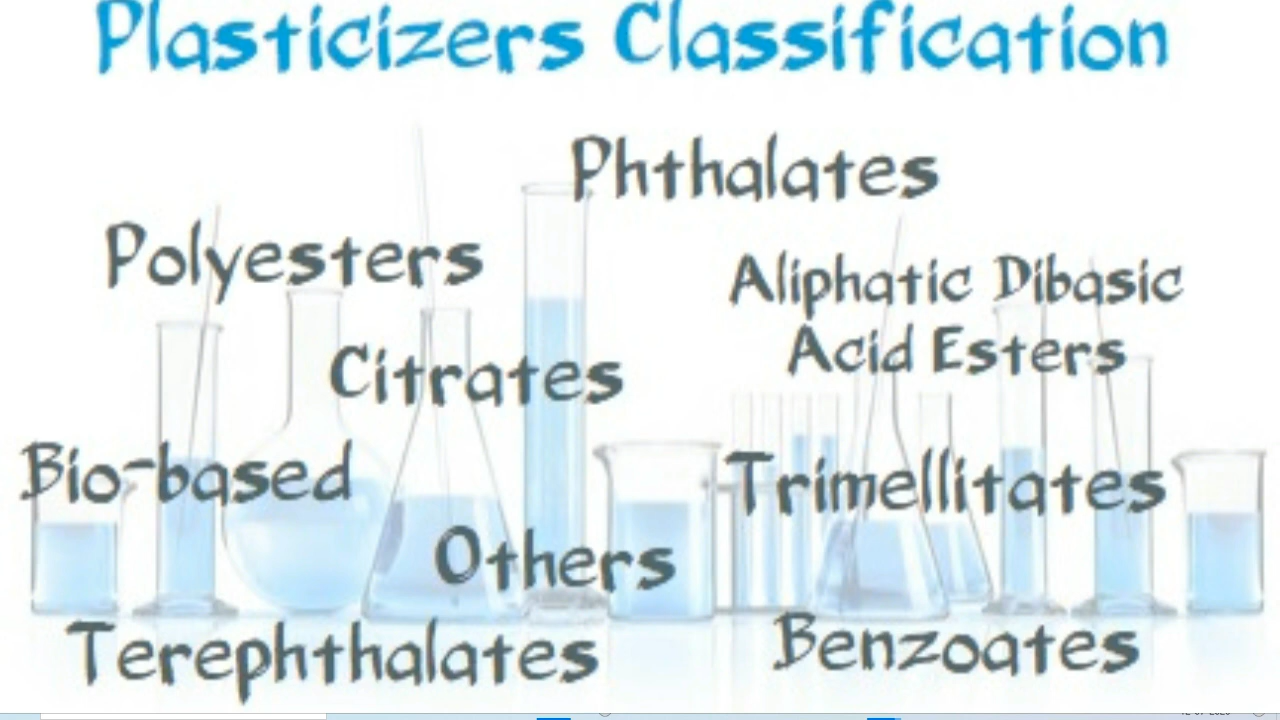 Plasticizers Classification
Phthalates
Polyesters
Aliphatic Dibasic
Acid Esters
Citrates
Bio-based
Trimellitates
Others
Terephthalates
Benzoates